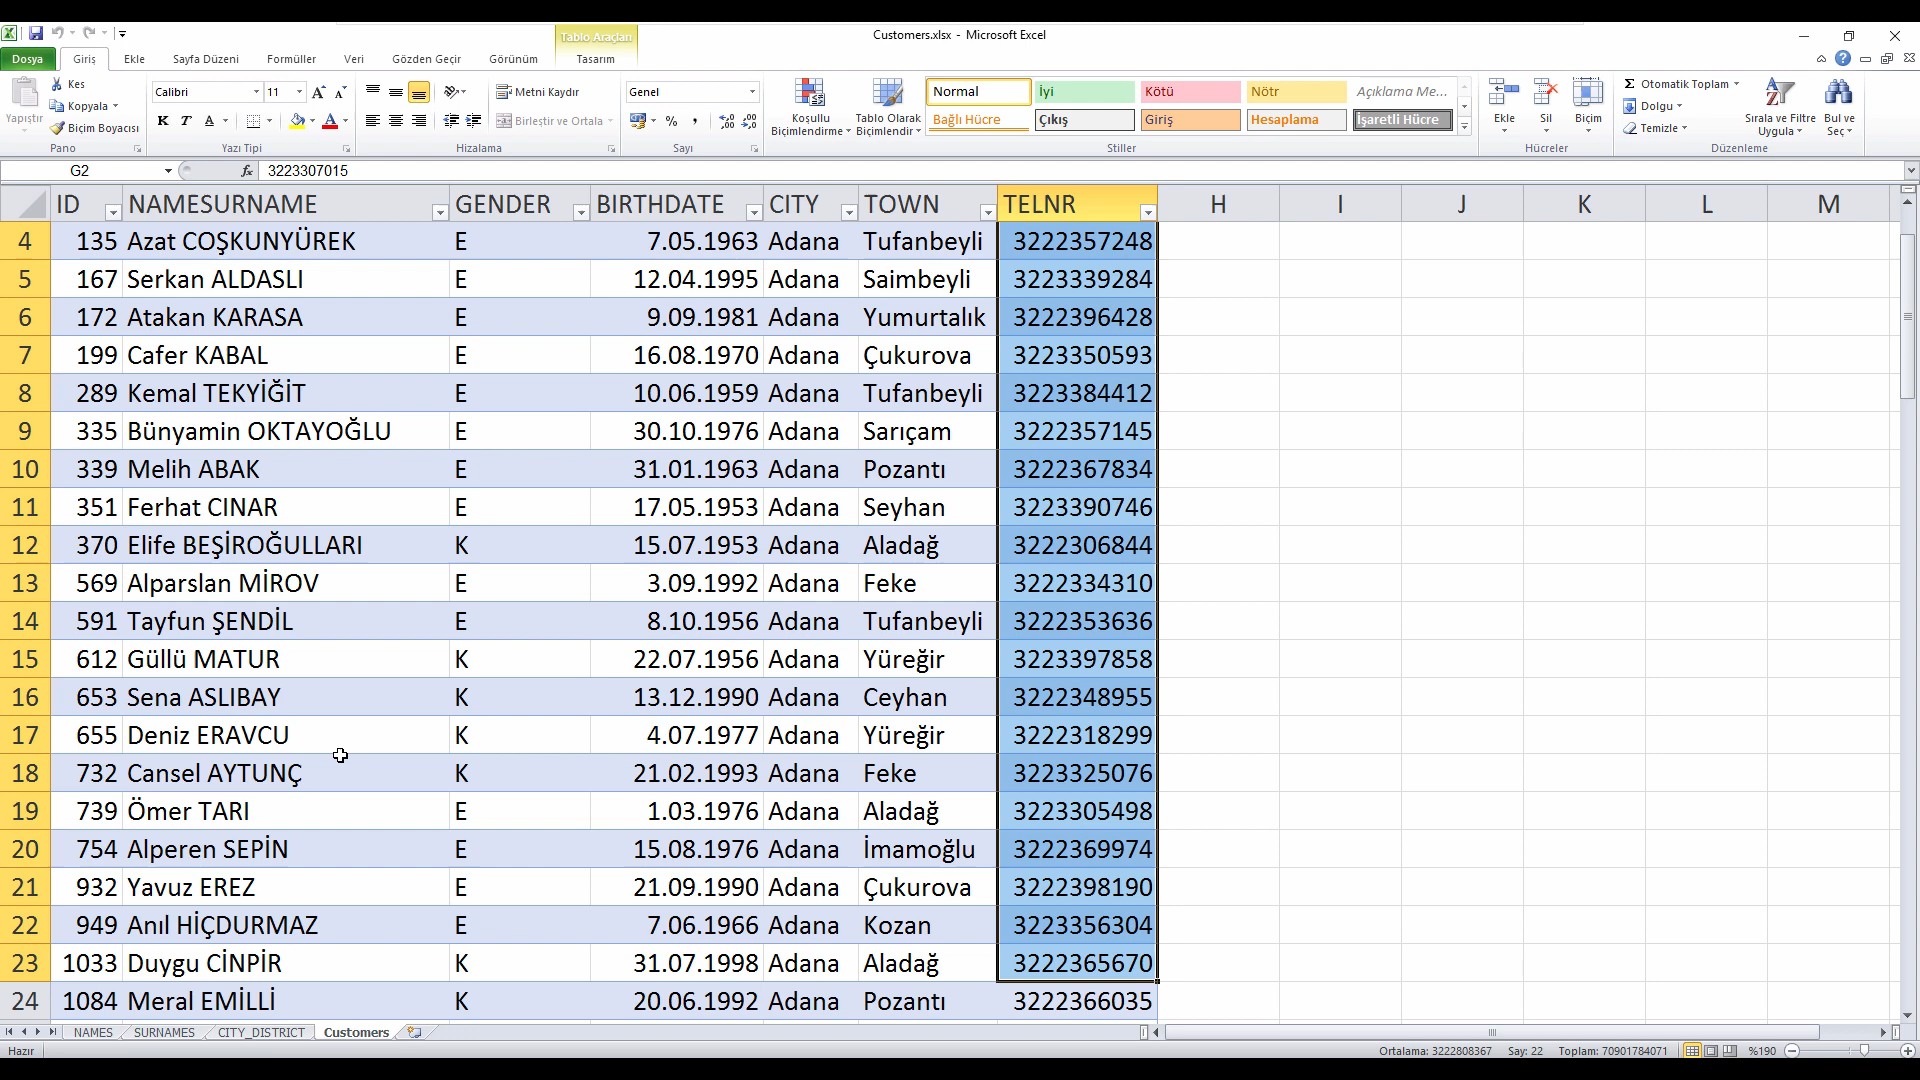 Tablo Araçları
Customers.xlsx - Microsoft Excel
Dosya Giriş Ekle Sayfa Düzeni Formüller Veri Gözden Geçir Görünüm Tasarım
Yapıştır
Kes
Kopyala
Biçim Boyacısı
Pano
Calibri 11
K T A
Yazı Tipi
Metni Kaydır
Birleştir ve Ortala
Hizalama
Genel
%
Sayı
Koşullu Biçimlendirme
Tablo Olarak Biçimlendir
Normal İyi Kötü Nötr Açıklama Me...
Bağlı Hücre Çıkış Giriş Hesaplama İşaretli Hücre
Stiller
Ekle Sil Biçim
Hücreler
Σ Otomatik Toplam
Dolgu
Temizle
Sırala ve Filtre Uygula
Bul ve Seç
Düzenleme
G2 fx 3223307015
ID NAMESURNAME GENDER BIRTHDATE CITY TOWN TELNR H I J K L M
4 135 Azat COŞKUNYÜREK E 7.05.1963 Adana Tufanbeyli 3222357248
5 167 Serkan ALDASLI E 12.04.1995 Adana Saimbeyli 3223339284
6 172 Atakan KARASA E 9.09.1981 Adana Yumurtalık 3222396428
7 199 Cafer KABAL E 16.08.1970 Adana Çukurova 3223350593
8 289 Kemal TEKYİĞİT E 10.06.1959 Adana Tufanbeyli 3223384412
9 335 Bünyamin OKTAYOĞLU E 30.10.1976 Adana Sarıçam 3222357145
10 339 Melih ABAK E 31.01.1963 Adana Pozantı 3222367834
11 351 Ferhat CINAR E 17.05.1953 Adana Seyhan 3223390746
12 370 Elife BEŞİROĞULLARI K 15.07.1953 Adana Aladağ 3222306844
13 569 Alparslan MİROV E 3.09.1992 Adana Feke 3222334310
14 591 Tayfun ŞENDİL E 8.10.1956 Adana Tufanbeyli 3222353636
15 612 Güllü MATUR K 22.07.1956 Adana Yüreğir 3223397858
16 653 Sena ASLIBAY K 13.12.1990 Adana Ceyhan 3222348955
17 655 Deniz ERAVCU K 4.07.1977 Adana Yüreğir 3222318299
18 732 Cansel AYTUNÇ K 21.02.1993 Adana Feke 3223325076
19 739 Ömer TARI E 1.03.1976 Adana Aladağ 3223305498
20 754 Alperen SEPİN E 15.08.1976 Adana İmamoğlu 3222369974
21 932 Yavuz EREZ E 21.09.1990 Adana Çukurova 3222398190
22 949 Anıl HİÇDURMAZ E 7.06.1966 Adana Kozan 3223356304
23 1033 Duygu CİNPİR K 31.07.1998 Adana Aladağ 3222365670
24 1084 Meral EMİLLİ K 20.06.1992 Adana Pozantı 3222366035
NAMES SURNAMES CITY_DISTRICT Customers
Hazır Ortalama: 3222808367 Say: 22 Toplam: 70901784071 %190